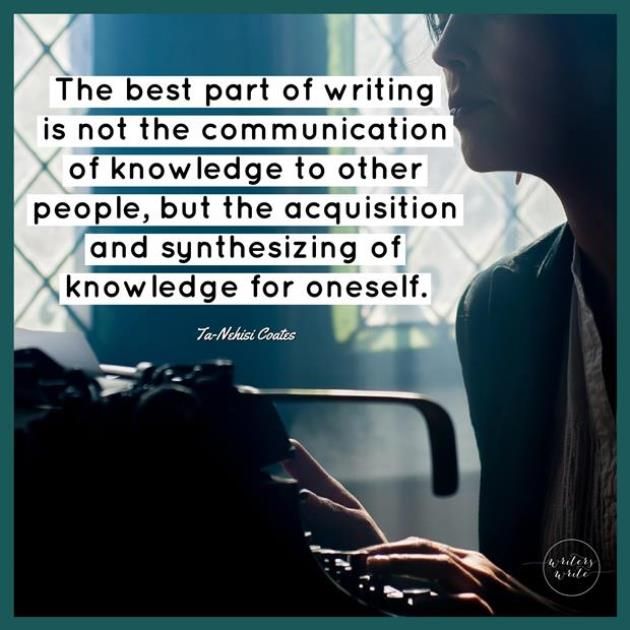 The best part of writing
is not the communication
of knowledge to other
people, but the acquisition
and synthesizing of
knowledge for oneself.
Ta-Nehisi Coates
writers
write